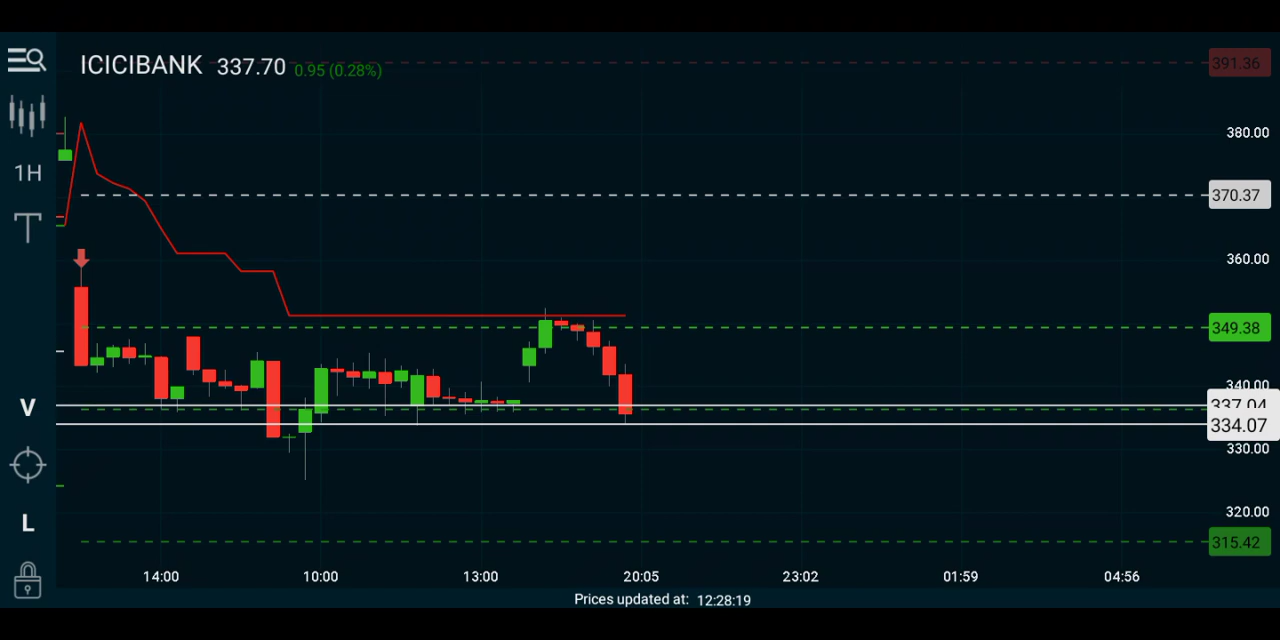 ICICIBANK 337.70 0.95 (0.28%)
391.36
380.00
1H
370.37
T
360.00
349.38
340.00
V
337.04
334.07
330.00
L
320.00
315.42
14:00 10:00 13:00 20:05 23:02 01:59 04:56
Prices updated at: 12:28:19